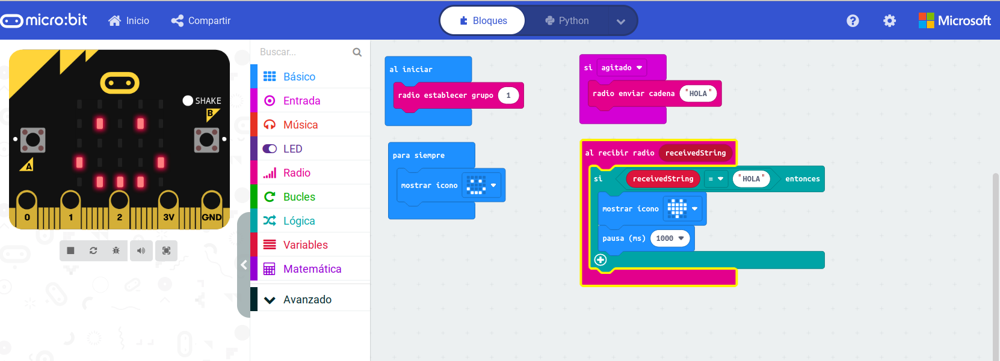 micro:bit
Inicio
Compartir
Bloques
Python
?
Microsoft
SHAKE
B
A
0 1 2 3V GND
Buscar...
Básico
Entrada
Música
LED
Radio
Bucles
Lógica
Variables
Matemática
Avanzado
al iniciar
radio establecer grupo 1
para siempre
mostrar ícono
si agitado
radio enviar cadena "HOLA"
al recibir radio receivedString
si receivedString = "HOLA" entonces
mostrar ícono
pausa (ms) 1000